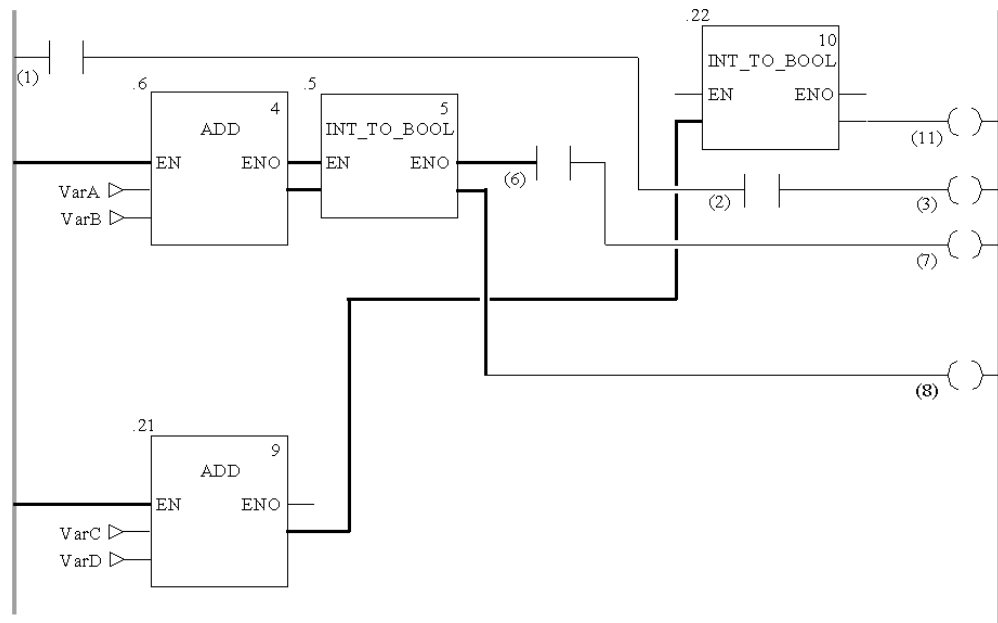 .22
10
INT_TO_BOOL
EN ENO
(11)
(1)
.6
4
ADD
EN ENO
VarA
VarB
.5
5
INT_TO_BOOL
EN ENO
(6)
(2)
(3)
(7)
(8)
.21
9
ADD
EN ENO
VarC
VarD